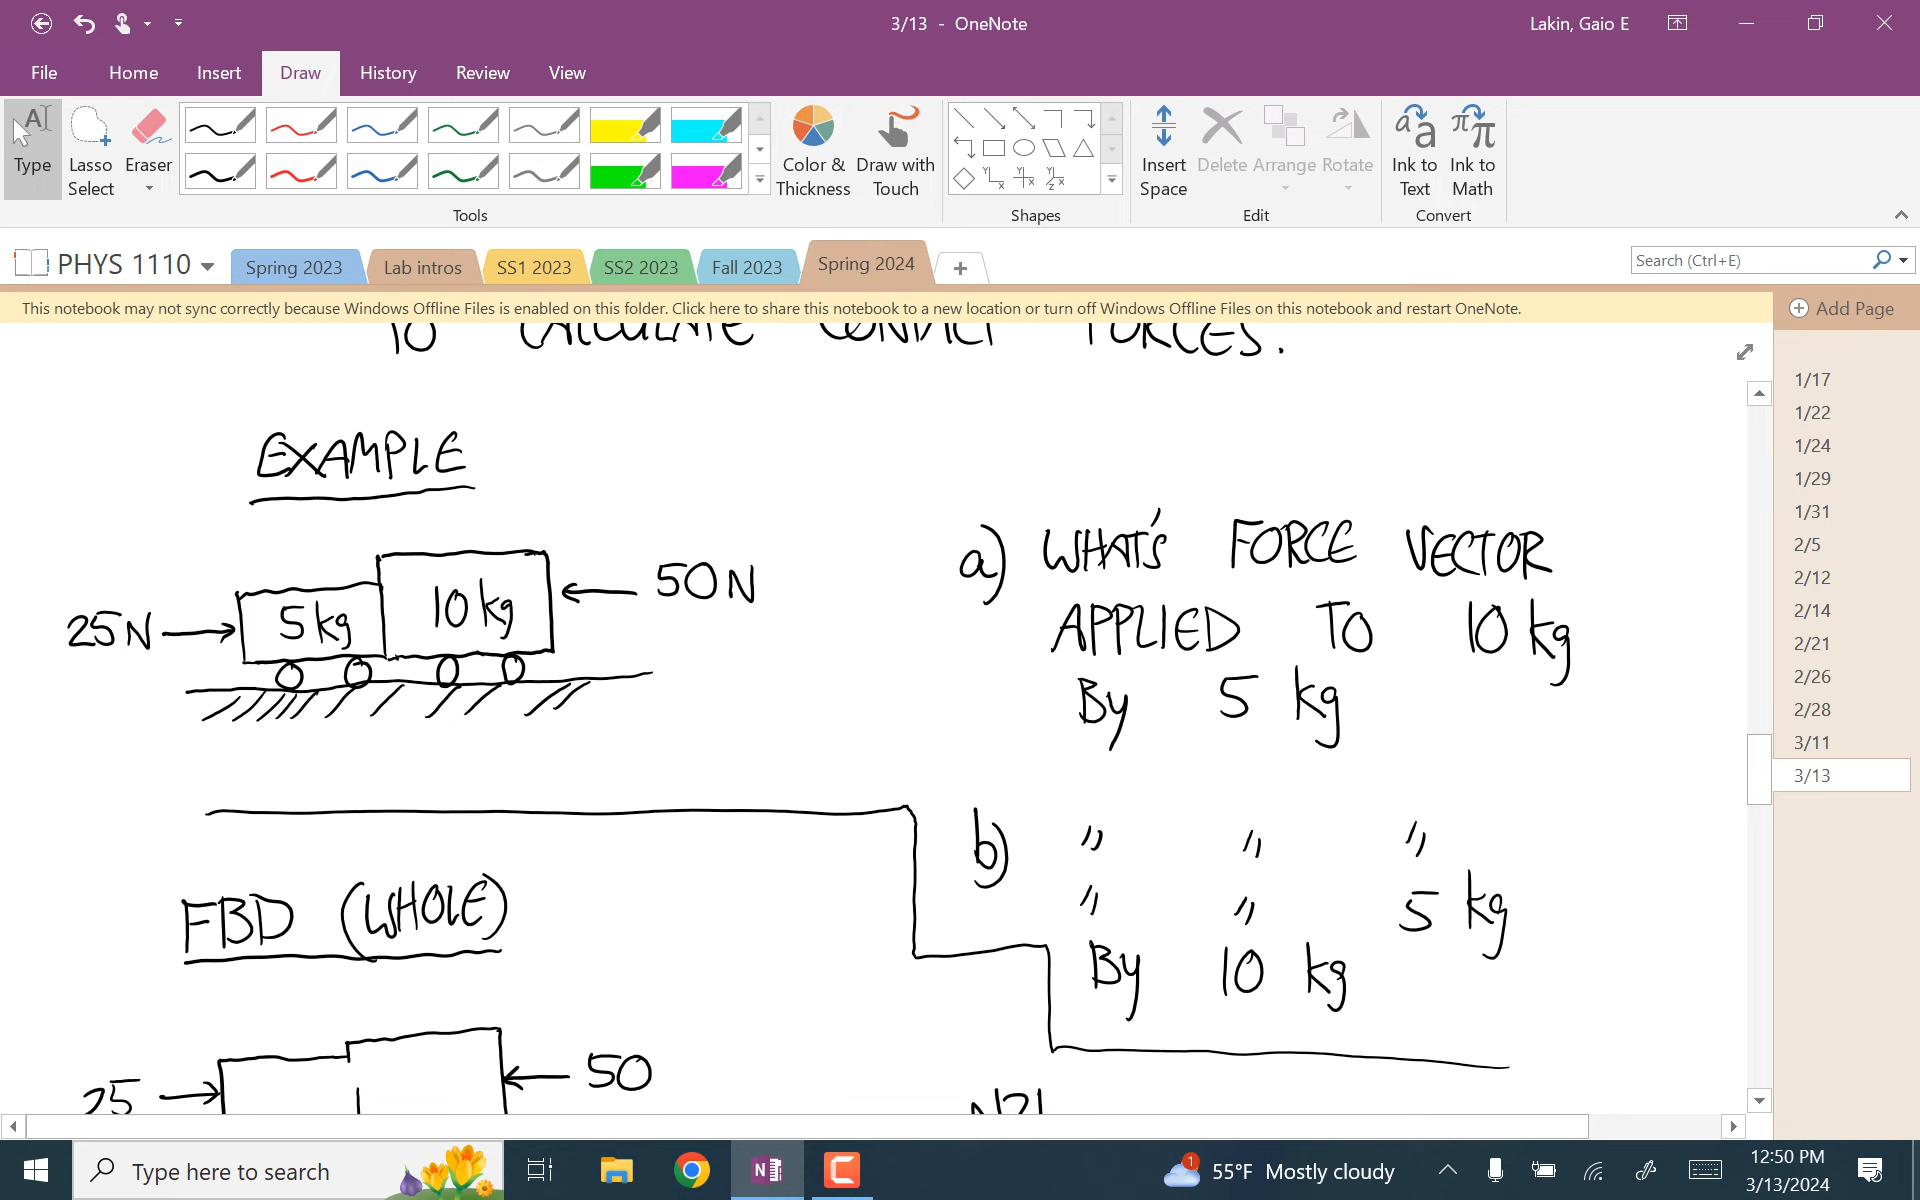 3/13 - OneNote
Lakin, Gaio E
File Home Insert Draw History Review View
Type
Lasso Select
Eraser
Color & Thickness
Draw with Touch
Insert Space
Delete
Arrange
Rotate
Ink to Text
Ink to Math
Tools Shapes Edit Convert
PHYS 1110
Spring 2023 Lab intros SS1 2023 SS2 2023 Fall 2023 Spring 2024
Search (Ctrl+E)
This notebook may not sync correctly because Windows Offline Files is enabled on this folder. Click here to share this notebook to a new location or turn off Windows Offline Files on this notebook and restart OneNote.
Add Page
1/17
1/22
1/24
1/29
1/31
2/5
2/12
2/14
2/21
2/26
2/28
3/11
3/13
TO CALCULATE CONTACT FORCES.
EXAMPLE
25N
5 kg
10 kg
50 N
a) WHAT'S FORCE VECTOR
APPLIED TO 10 kg
By 5 kg
b) " " "
" " 5 kg
By 10 kg
FBD (WHOLE)
25
50
N2L
Type here to search
1
55°F Mostly cloudy
12:50 PM
3/13/2024